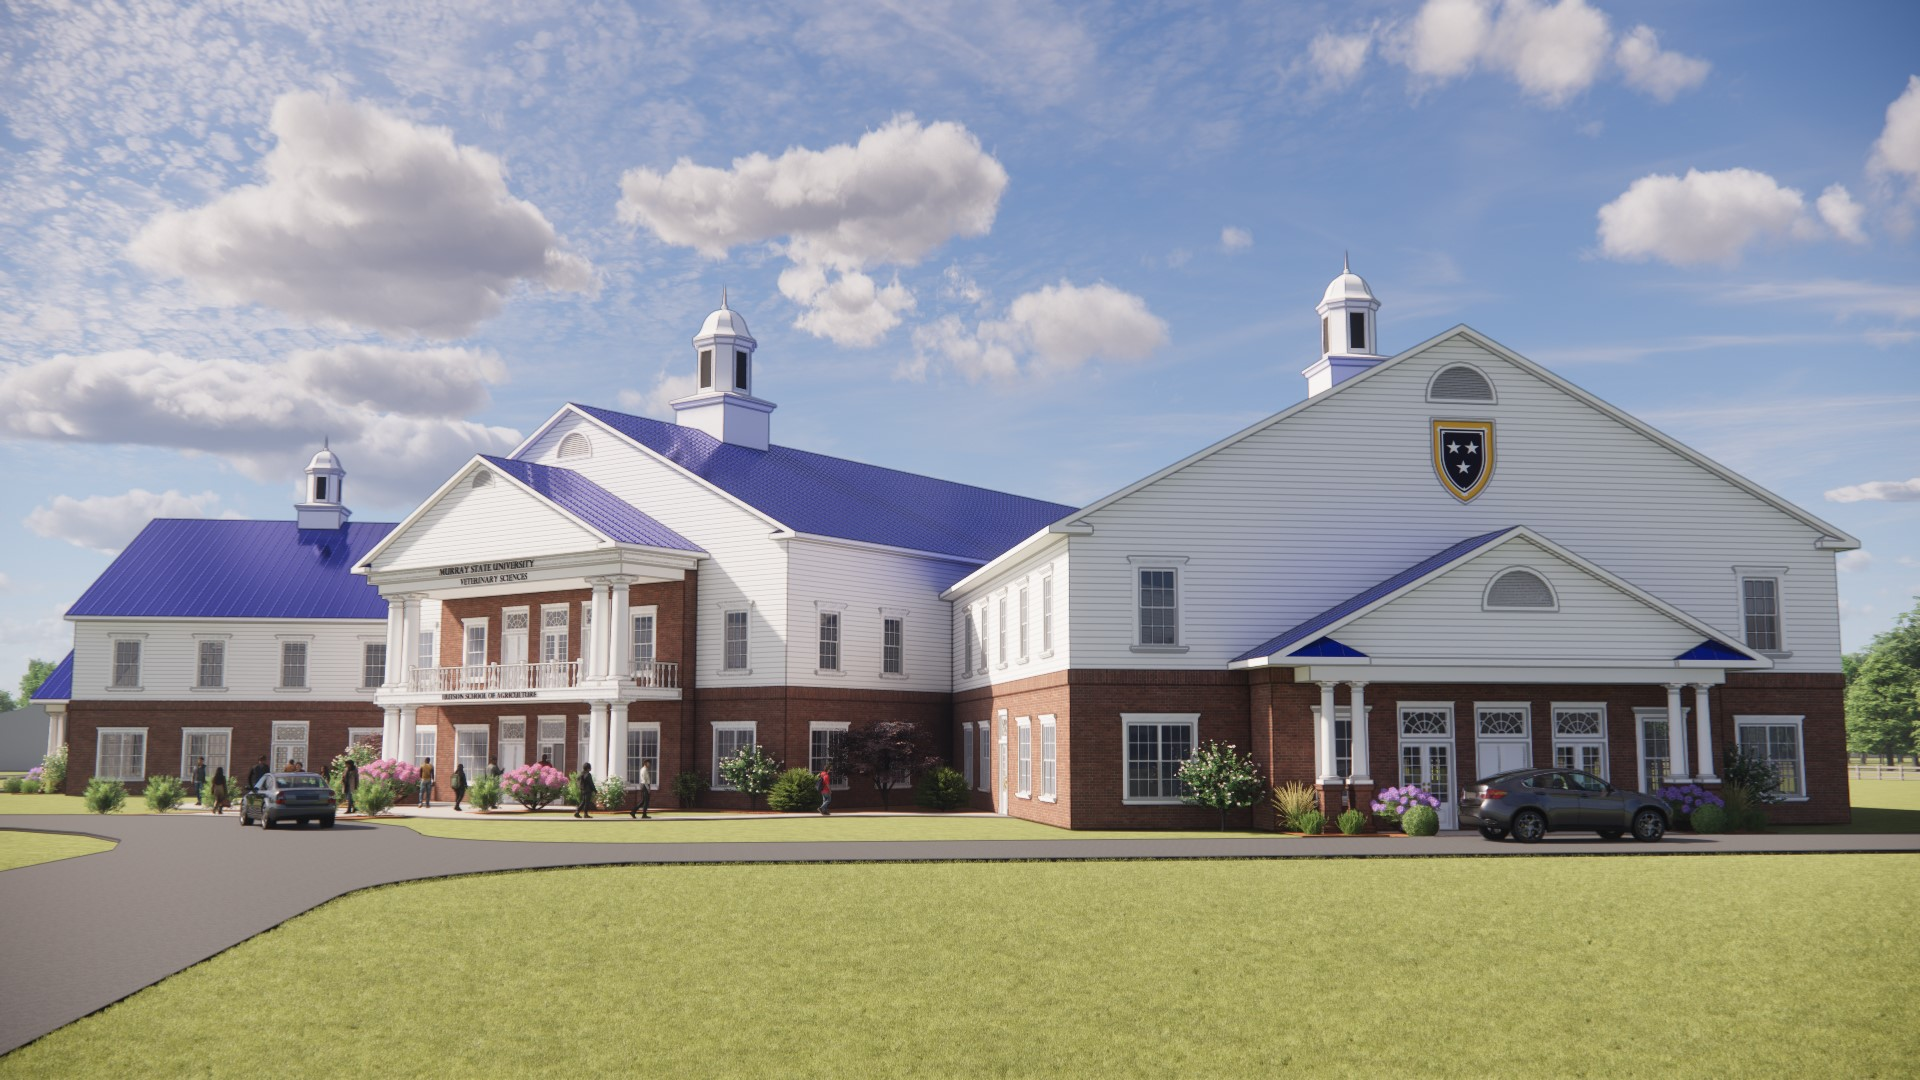 MURRAY STATE UNIVERSITY
VETERINARY SCIENCES
HUTSON SCHOOL OF AGRICULTURE